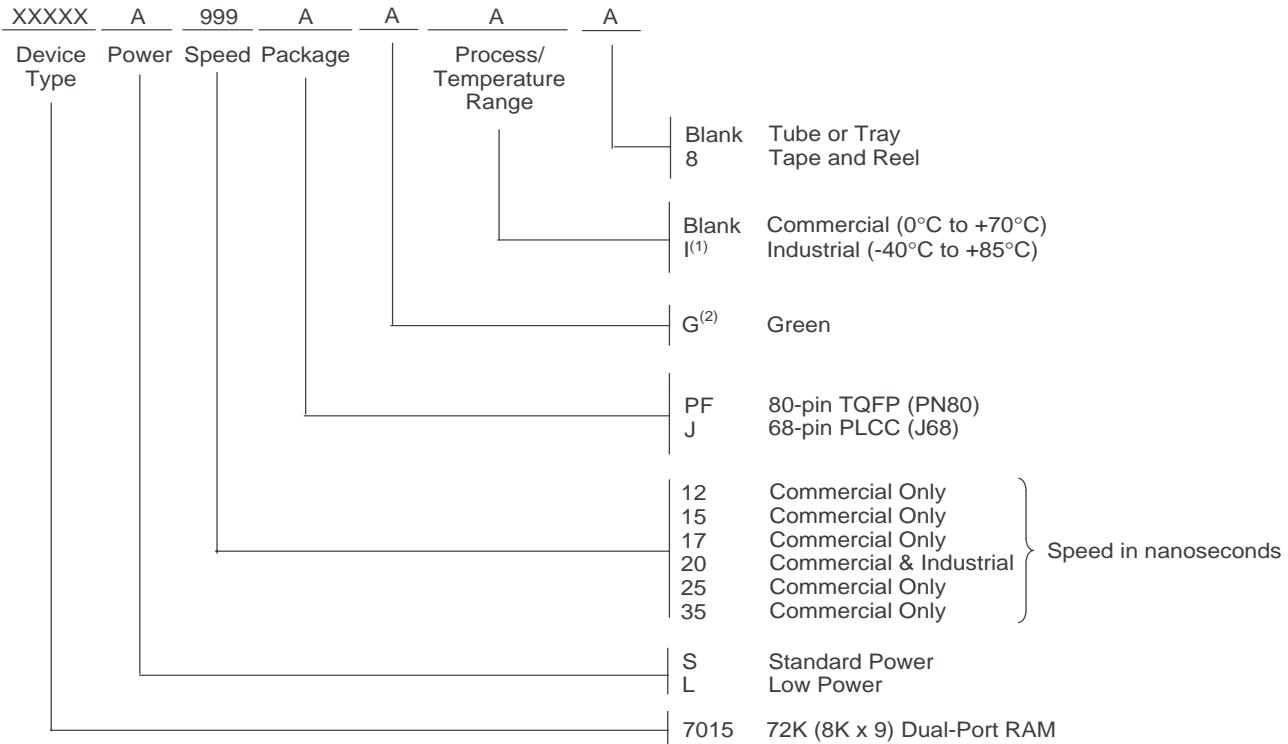 XXXXX A 999 A A A A
Device Power Speed Package Process/
Type Temperature
Range
Blank Tube or Tray
8 Tape and Reel
Blank Commercial (0°C to +70°C)
I(1) Industrial (-40°C to +85°C)
G(2) Green
PF 80-pin TQFP (PN80)
J 68-pin PLCC (J68)
12 Commercial Only
15 Commercial Only
17 Commercial Only
20 Commercial & Industrial
25 Commercial Only
35 Commercial Only
Speed in nanoseconds
S Standard Power
L Low Power
7015 72K (8K x 9) Dual-Port RAM